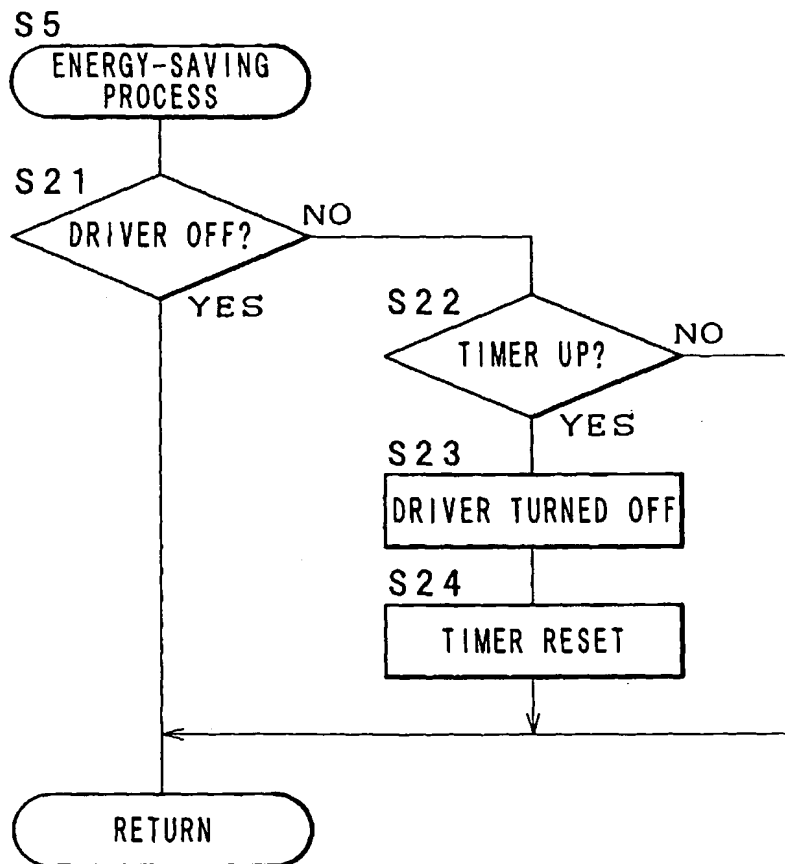 S5
ENERGY-SAVING
PROCESS
S21
DRIVER OFF?
NO
YES
S22
TIMER UP?
NO
YES
S23
DRIVER TURNED OFF
S24
TIMER RESET
RETURN